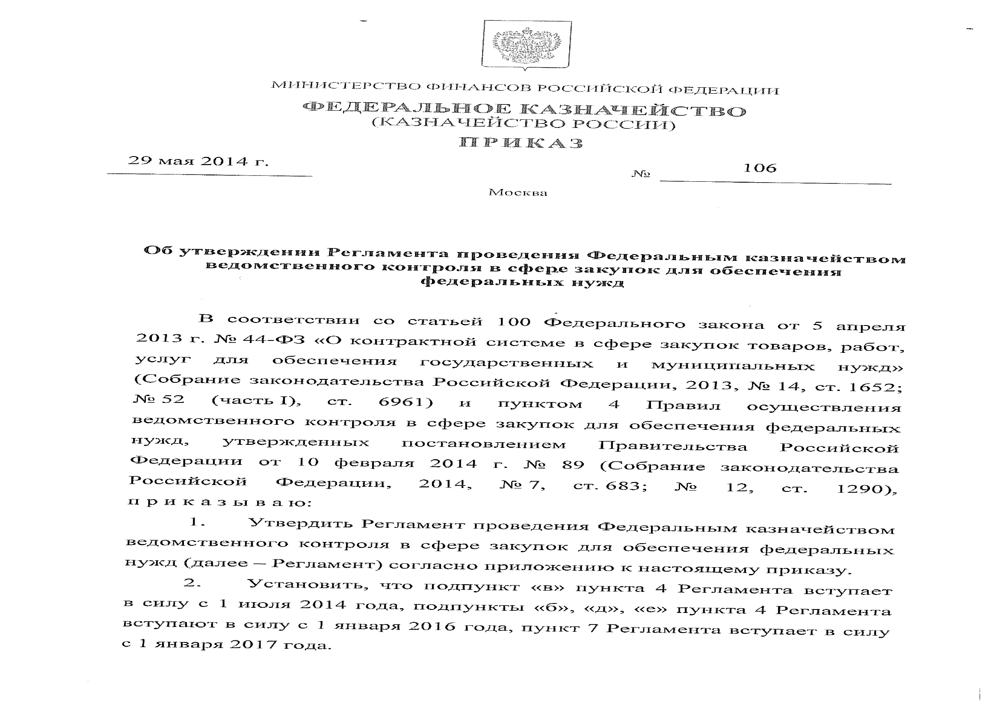 МИНИСТЕРСТВО ФИНАНСОВ РОССИЙСКОЙ ФЕДЕРАЦИИ
ФЕДЕРАЛЬНОЕ КАЗНАЧЕЙСТВО
(КАЗНАЧЕЙСТВО РОССИИ)
П Р И К А З
29 мая 2014 г.
№ 106
Москва
Об утверждении Регламента проведения Федеральным казначейством
ведомственного контроля в сфере закупок для обеспечения
федеральных нужд
В соответствии со статьей 100 Федерального закона от 5 апреля
2013 г. № 44-ФЗ «О контрактной системе в сфере закупок товаров, работ,
услуг для обеспечения государственных и муниципальных нужд»
(Собрание законодательства Российской Федерации, 2013, № 14, ст. 1652;
№ 52 (часть I), ст. 6961) и пунктом 4 Правил осуществления
ведомственного контроля в сфере закупок для обеспечения федеральных
нужд, утвержденных постановлением Правительства Российской
Федерации от 10 февраля 2014 г. № 89 (Собрание законодательства
Российской Федерации, 2014, № 7, ст. 683; № 12, ст. 1290),
п р и к а з ы в а ю:
1. Утвердить Регламент проведения Федеральным казначейством
ведомственного контроля в сфере закупок для обеспечения федеральных
нужд (далее – Регламент) согласно приложению к настоящему приказу.
2. Установить, что подпункт «в» пункта 4 Регламента вступает
в силу с 1 июля 2014 года, подпункты «б», «д», «е» пункта 4 Регламента
вступают в силу с 1 января 2016 года, пункт 7 Регламента вступает в силу
с 1 января 2017 года.